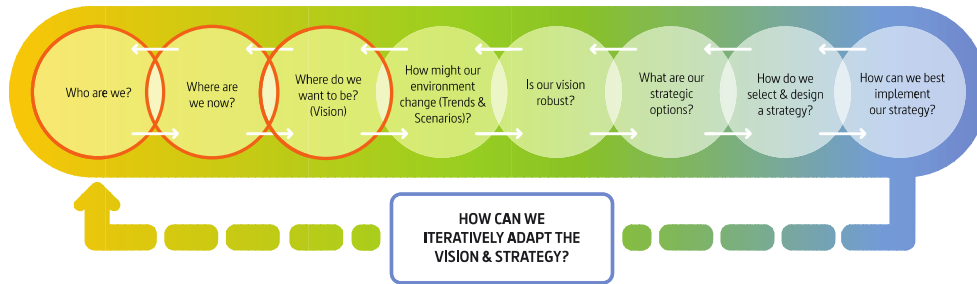 Who are we?
Where are
we now?
Where do we
want to be?
(Vision)
How might our
environment
change (Trends &
Scenarios)?
Is our vision
robust?
What are our
strategic
options?
How do we
select & design
a strategy?
How can we best
implement
our strategy?
HOW CAN WE
ITERATIVELY ADAPT THE
VISION & STRATEGY?